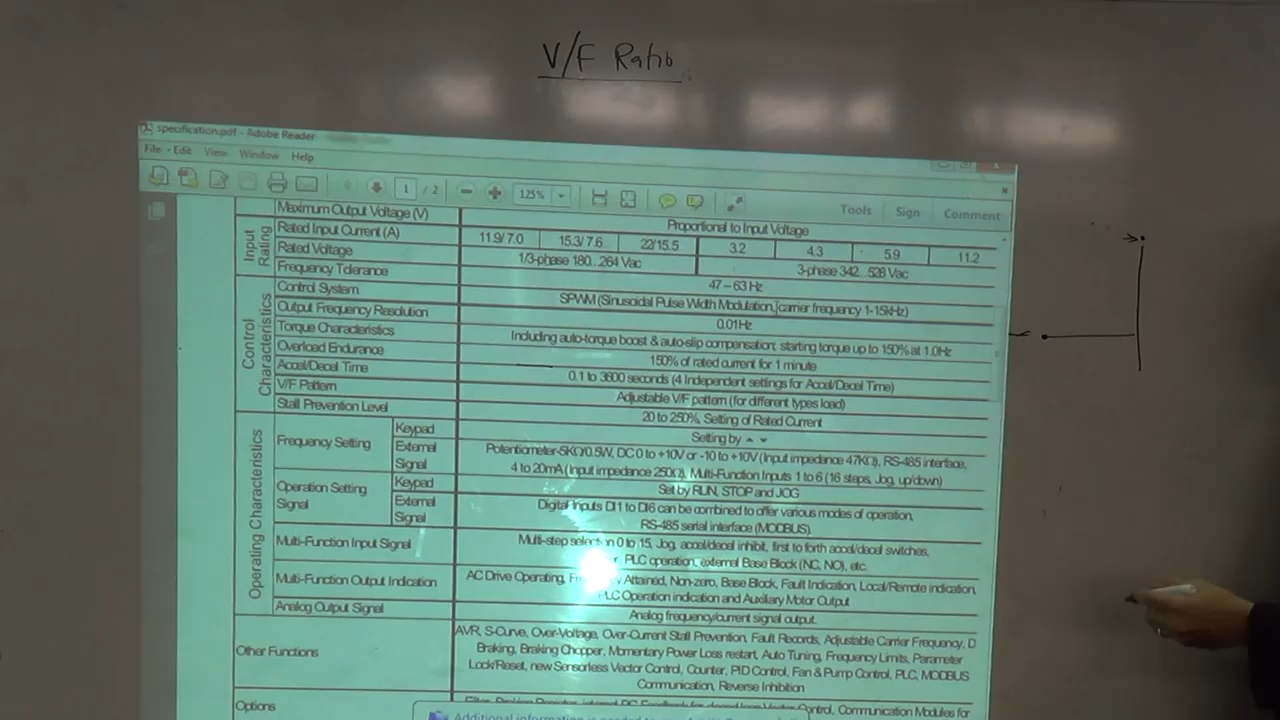 V/F Ratio
specification.pdf - Adobe Reader
File Edit View Window Help
1 / 2 125% Tools Sign Comment
Maximum Output Voltage (V) Proportional to Input Voltage
Input Rating
Rated Input Current (A) 11.9/7.0 15.3/7.6 22/15.5 3.2 4.3 5.9 11.2
Rated Voltage 1/3-phase 180...264 Vac 3-phase 342...528 Vac
Frequency Tolerance 47 – 63 Hz
Control Characteristics
Control System SPWM (Sinusoidal Pulse Width Modulation, carrier frequency 1-15kHz)
Output Frequency Resolution 0.01Hz
Torque Characteristics Including auto-torque boost & auto-slip compensation; starting torque up to 150% at 1.0Hz
Overload Endurance 150% of rated current for 1 minute
Accel/Decel Time 0.1 to 3600 seconds (4 Independent settings for Accel/Decel Time)
V/F Pattern Adjustable V/F pattern (for different types load)
Stall Prevention Level 20 to 250%, Setting of Rated Current
Operating Characteristics
Frequency Setting Keypad Setting by
External Signal Potentiometer-5KΩ/0.5W, DC 0 to +10V or -10 to +10V (Input impedance 47KΩ), RS-485 interface,
4 to 20mA (Input impedance 250Ω), Multi-Function Inputs 1 to 6 (16 steps, Jog, up/down)
Operation Setting Signal Keypad Set by RUN, STOP and JOG
External Signal Digital Inputs DI1 to DI6 can be combined to offer various modes of operation,
RS-485 serial interface (MODBUS).
Multi-Function Input Signal Multi-step selection 0 to 15, Jog, accel/decel inhibit, first to forth accel/decel switches,
PLC operation, external Base Block (NC, NO), etc.
Multi-Function Output Indication AC Drive Operating, Attained, Non-zero, Base Block, Fault Indication, Local/Remote indication,
PLC Operation indication and Auxiliary Motor Output
Analog Output Signal Analog frequency/current signal output.
Other Functions AVR, S-Curve, Over-Voltage, Over-Current Stall Prevention, Fault Records, Adjustable Carrier Frequency, D
Braking, Braking Chopper, Momentary Power Loss restart, Auto Tuning, Frequency Limits, Parameter
Lock/Reset, new Sensorless Vector Control, Counter, PID Control, Fan & Pump Control, PLC, MODBUS
Communication, Reverse Inhibition
Options Control, Communication Modules for
Additional information is needed to